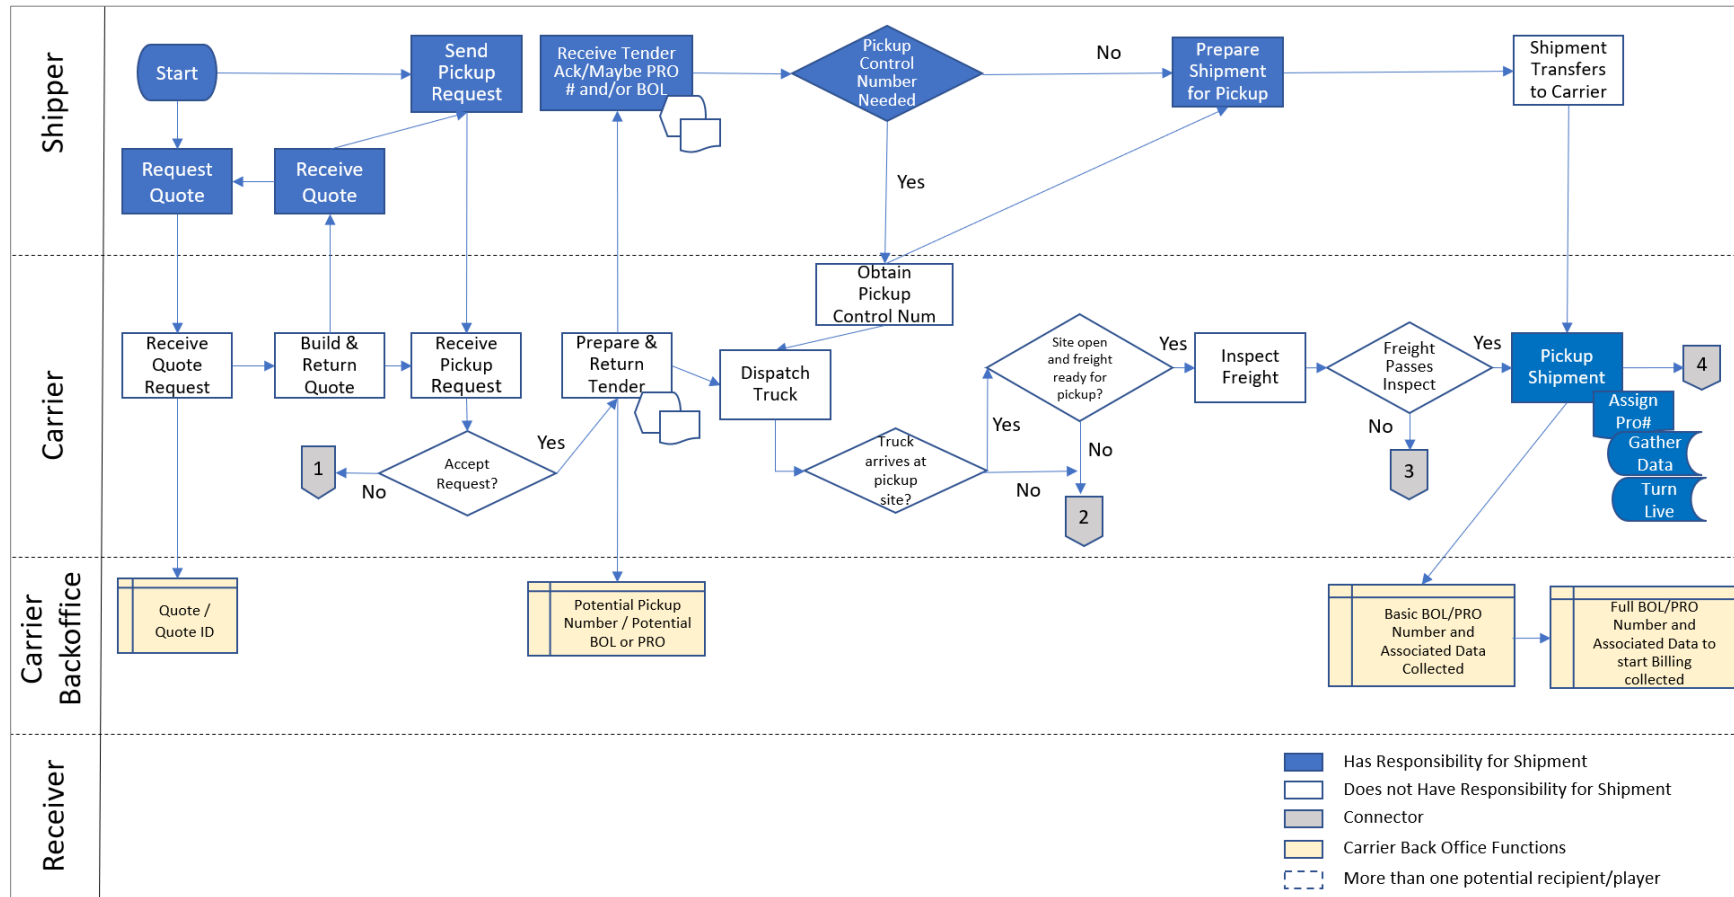 Shipper
Start
Send
Pickup
Request
Receive Tender
Ack/Maybe PRO
# and/or BOL
Pickup
Control
Number
Needed
No
Prepare
Shipment
for Pickup
Shipment
Transfers
to Carrier
Request
Quote
Receive
Quote
Yes
Carrier
Obtain
Pickup
Control Num
Receive
Quote
Request
Build &
Return
Quote
Receive
Pickup
Request
Prepare &
Return
Tender
Dispatch
Truck
Site open
and freight
ready for
pickup?
Yes
Inspect
Freight
Freight
Passes
Inspect
Yes
Pickup
Shipment
4
Assign
Pro#
Gather
Data
Turn
Live
1
No
Accept
Request?
Yes
Truck
arrives at
pickup
site?
Yes
No
No
2
No
3
Carrier
Backoffice
Quote /
Quote ID
Potential Pickup
Number / Potential
BOL or PRO
Basic BOL/PRO
Number and
Associated Data
Collected
Full BOL/PRO
Number and
Associated Data to
start Billing
collected
Receiver
Has Responsibility for Shipment
Does not Have Responsibility for Shipment
Connector
Carrier Back Office Functions
More than one potential recipient/player